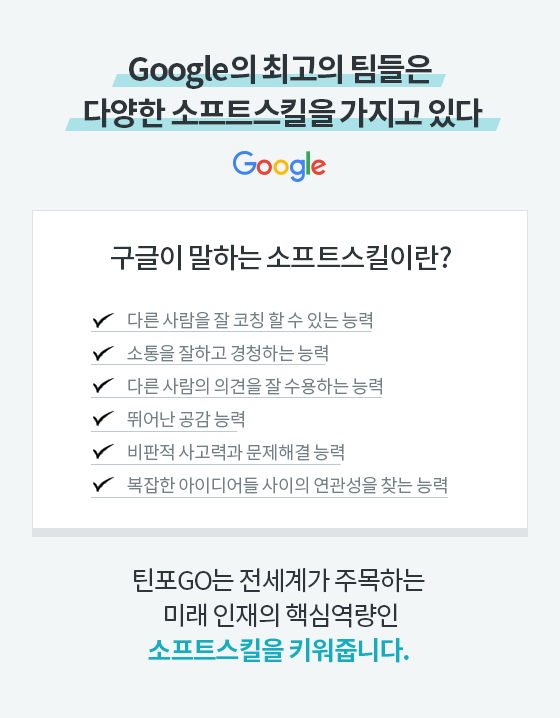 Google의 최고의 팀들은
다양한 소프트스킬을 가지고 있다
Google
구글이 말하는 소프트스킬이란?
다른 사람을 잘 코칭 할 수 있는 능력
소통을 잘하고 경청하는 능력
다른 사람의 의견을 잘 수용하는 능력
뛰어난 공감 능력
비판적 사고력과 문제해결 능력
복잡한 아이디어들 사이의 연관성을 찾는 능력
틴포GO는 전세계가 주목하는
미래 인재의 핵심역량인
소프트스킬을 키워줍니다.